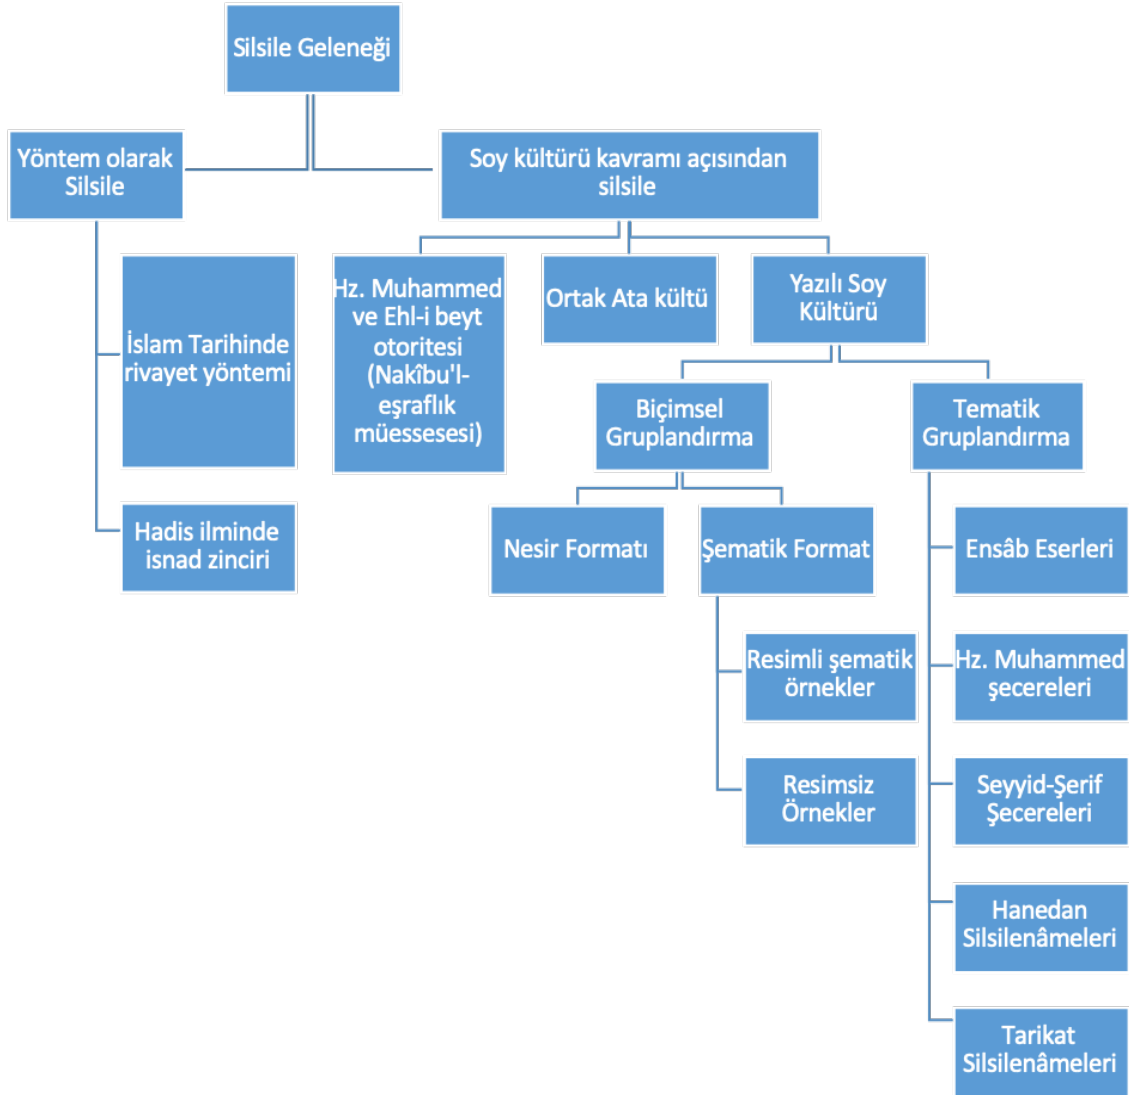 Silsile Geleneği
Yöntem olarak
Silsile
Soy kültürü kavramı açısından
silsile
İslam Tarihinde
rivayet yöntemi
Hadis ilminde
isnad zinciri
Hz. Muhammed
ve Ehl-i beyt
otoritesi
(Nakîbu'l-
eşraflık
müessesesi)
Ortak Ata kültü
Yazılı Soy
Kültürü
Biçimsel
Gruplandırma
Nesir Formatı
Şematik Format
Resimli şematik
örnekler
Resimsiz
Örnekler
Tematik
Gruplandırma
Ensâb Eserleri
Hz. Muhammed
şecereleri
Seyyid-Şerif
Şecereleri
Hanedan
Silsilenâmeleri
Tarikat
Silsilenâmeleri